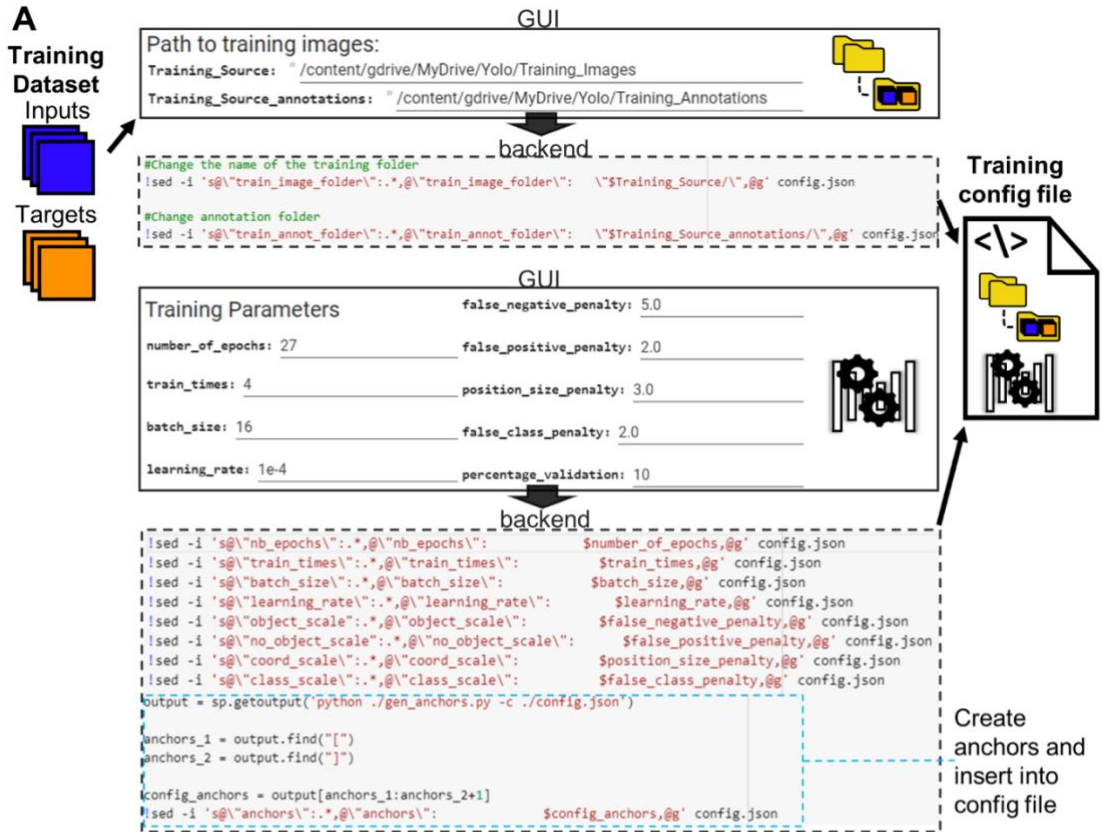 A
Training
Dataset
Inputs
Targets
GUI
Path to training images:
Training_Source: "/content/gdrive/MyDrive/Yolo/Training_Images
Training_Source_annotations: "/content/gdrive/MyDrive/Yolo/Training_Annotations
backend
#Change the name of the training folder
!sed -i 's@\"train_image_folder\":.*,@\"train_image_folder\":   \"$Training_Source/\",@g' config.json
#Change annotation folder
!sed -i 's@\"train_annot_folder\":.*,@\"train_annot_folder\":   \"$Training_Source_annotations/\",@g' config.json
Training
config file
</>
GUI
Training Parameters
number_of_epochs: 27
train_times: 4
batch_size: 16
learning_rate: 1e-4
false_negative_penalty: 5.0
false_positive_penalty: 2.0
position_size_penalty: 3.0
false_class_penalty: 2.0
percentage_validation: 10
backend
!sed -i 's@\"nb_epochs\":.*,@\"nb_epochs\":            $number_of_epochs,@g' config.json
!sed -i 's@\"train_times\":.*,@\"train_times\":          $train_times,@g' config.json
!sed -i 's@\"batch_size\":.*,@\"batch_size\":           $batch_size,@g' config.json
!sed -i 's@\"learning_rate\":.*,@\"learning_rate\":        $learning_rate,@g' config.json
!sed -i 's@\"object_scale":.*,@\"object_scale\":         $false_negative_penalty,@g' config.json
!sed -i 's@\"no_object_scale":.*,@\"no_object_scale\":      $false_positive_penalty,@g' config.json
!sed -i 's@\"coord_scale\":.*,@\"coord_scale\":          $position_size_penalty,@g' config.json
!sed -i 's@\"class_scale\":.*,@\"class_scale\":          $false_class_penalty,@g' config.json
output = sp.getoutput('python ./gen_anchors.py -c ./config.json')
anchors_1 = output.find("[")
anchors_2 = output.find("]")
config_anchors = output[anchors_1:anchors_2+1]
!sed -i 's@\"anchors\":.*,@\"anchors\":              $config_anchors,@g' config.json
Create
anchors and
insert into
config file